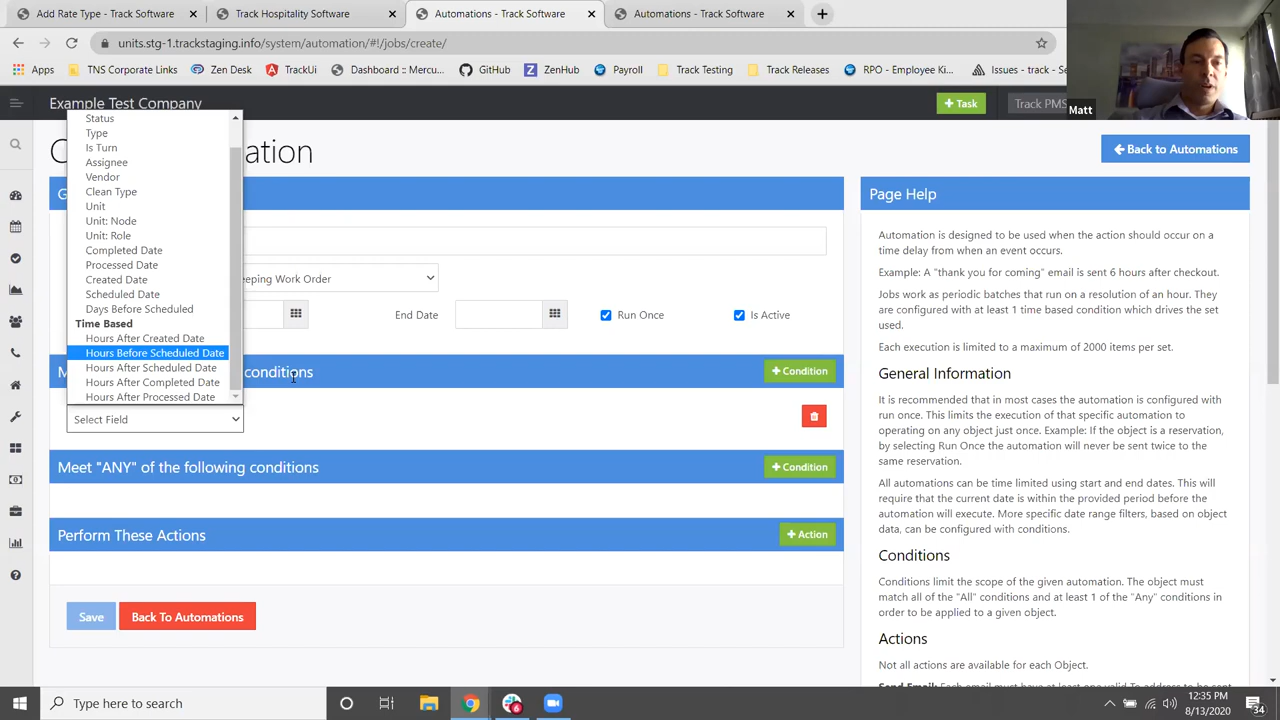 Add Rate Type - Track Software
Track Hospitality Software
Automations - Track Software
Automations - Track Software
units.stg-1.trackstaging.info/system/automation/#!/jobs/create/
Apps
TNS Corporate Links
Zen Desk
TrackUi
Dashboard :: Mercu...
GitHub
ZenHub
Payroll
Track Testing
Track
RPO - Employee My...
Issues - stag
Example Test Company
+ Task
Track PMS
Matt
ation
Back to Automations
Status
Type
Is Turn
Assignee
Vendor
Clean Type
Unit
Unit: Node
Unit: Role
Completed Date
Processed Date
Created Date
Scheduled Date
Days Before Scheduled
Time Based
Hours After Created Date
Hours Before Scheduled Date
Hours After Scheduled Date
Hours After Completed Date
Hours After Processed Date
Select Field
eeping Work Order
End Date
Run Once
Is Active
conditions
+ Condition
Meet "ANY" of the following conditions
+ Condition
Perform These Actions
+ Action
Save
Back To Automations
Page Help
Automation is designed to be used when the action should occur on a
time delay from when an event occurs.
Example: A "thank you for coming" email is sent 6 hours after checkout.
Jobs work as periodic batches that run on a resolution of an hour. They
are configured with at least 1 time based condition which drives the set
used.
Each execution is limited to a maximum of 2000 items per set.
General Information
It is recommended that in most cases the automation is configured with
run once. This limits the execution of that specific automation to
operating on any object just once. Example: If the object is a reservation,
by selecting Run Once the automation will never be sent twice to the
same reservation.
All automations can be time limited using start and end dates. This will
require that the current date is within the provided period before the
automation will execute. More specific date range filters, based on object
data, can be configured with conditions.
Conditions
Conditions limit the scope of the given automation. The object must
match all of the "All" conditions and at least 1 of the "Any" conditions in
order to be applied to a given object.
Actions
Not all actions are available for each Object.
Type here to search
12:35 PM
8/13/2020
34